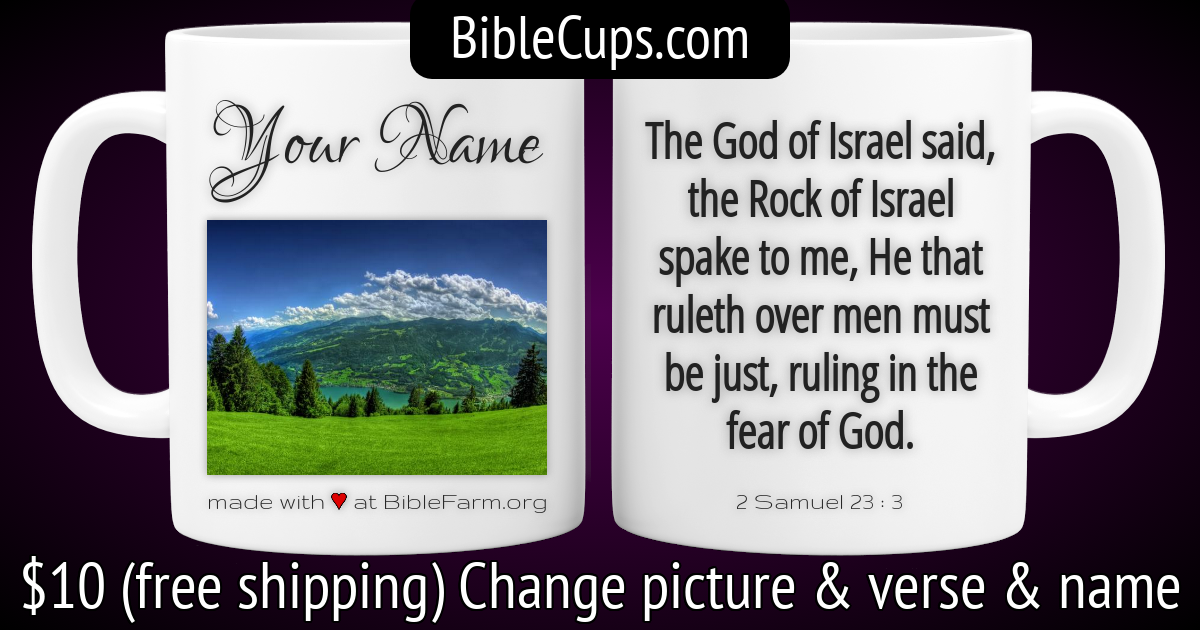 BibleCups.com
Your Name
made with ♥ at BibleFarm.org
The God of Israel said,
the Rock of Israel
spake to me, He that
ruleth over men must
be just, ruling in the
fear of God.
2 Samuel 23 : 3
$10 (free shipping) Change picture & verse & name